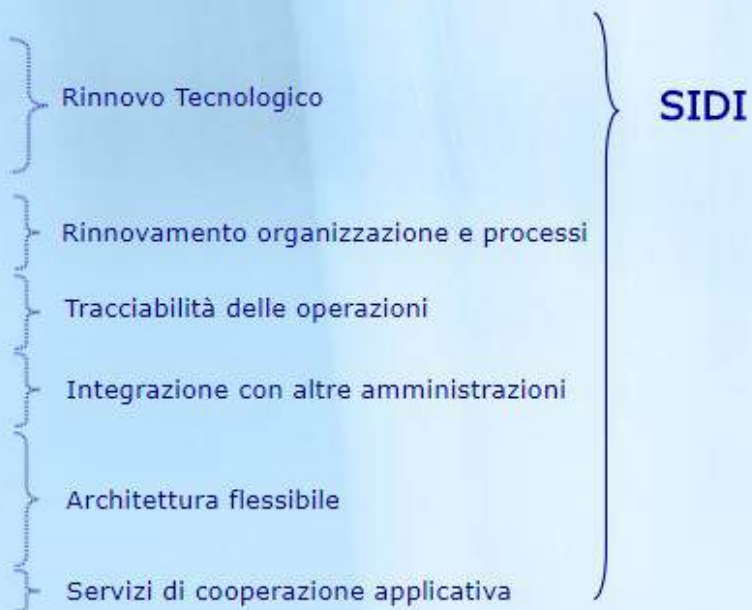 Rinnovo Tecnologico
SIDI
Rinnovamento organizzazione e processi
Tracciabilità delle operazioni
Integrazione con altre amministrazioni
Architettura flessibile
Servizi di cooperazione applicativa